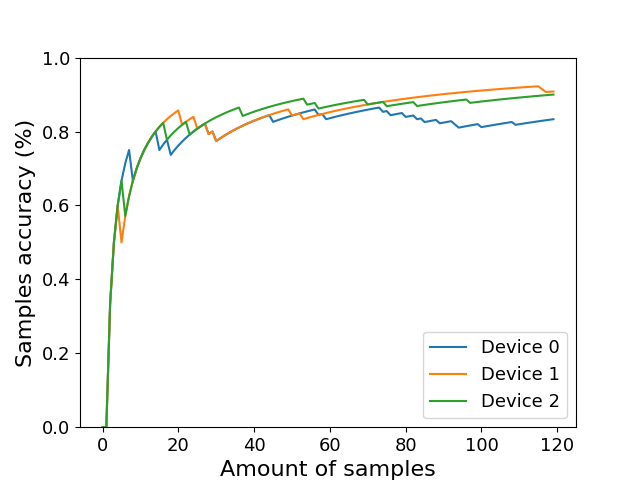 1.0
0.8
0.6
0.4
0.2
0.0
Samples accuracy (%)
0 20 40 60 80 100 120
Amount of samples
Device 0
Device 1
Device 2